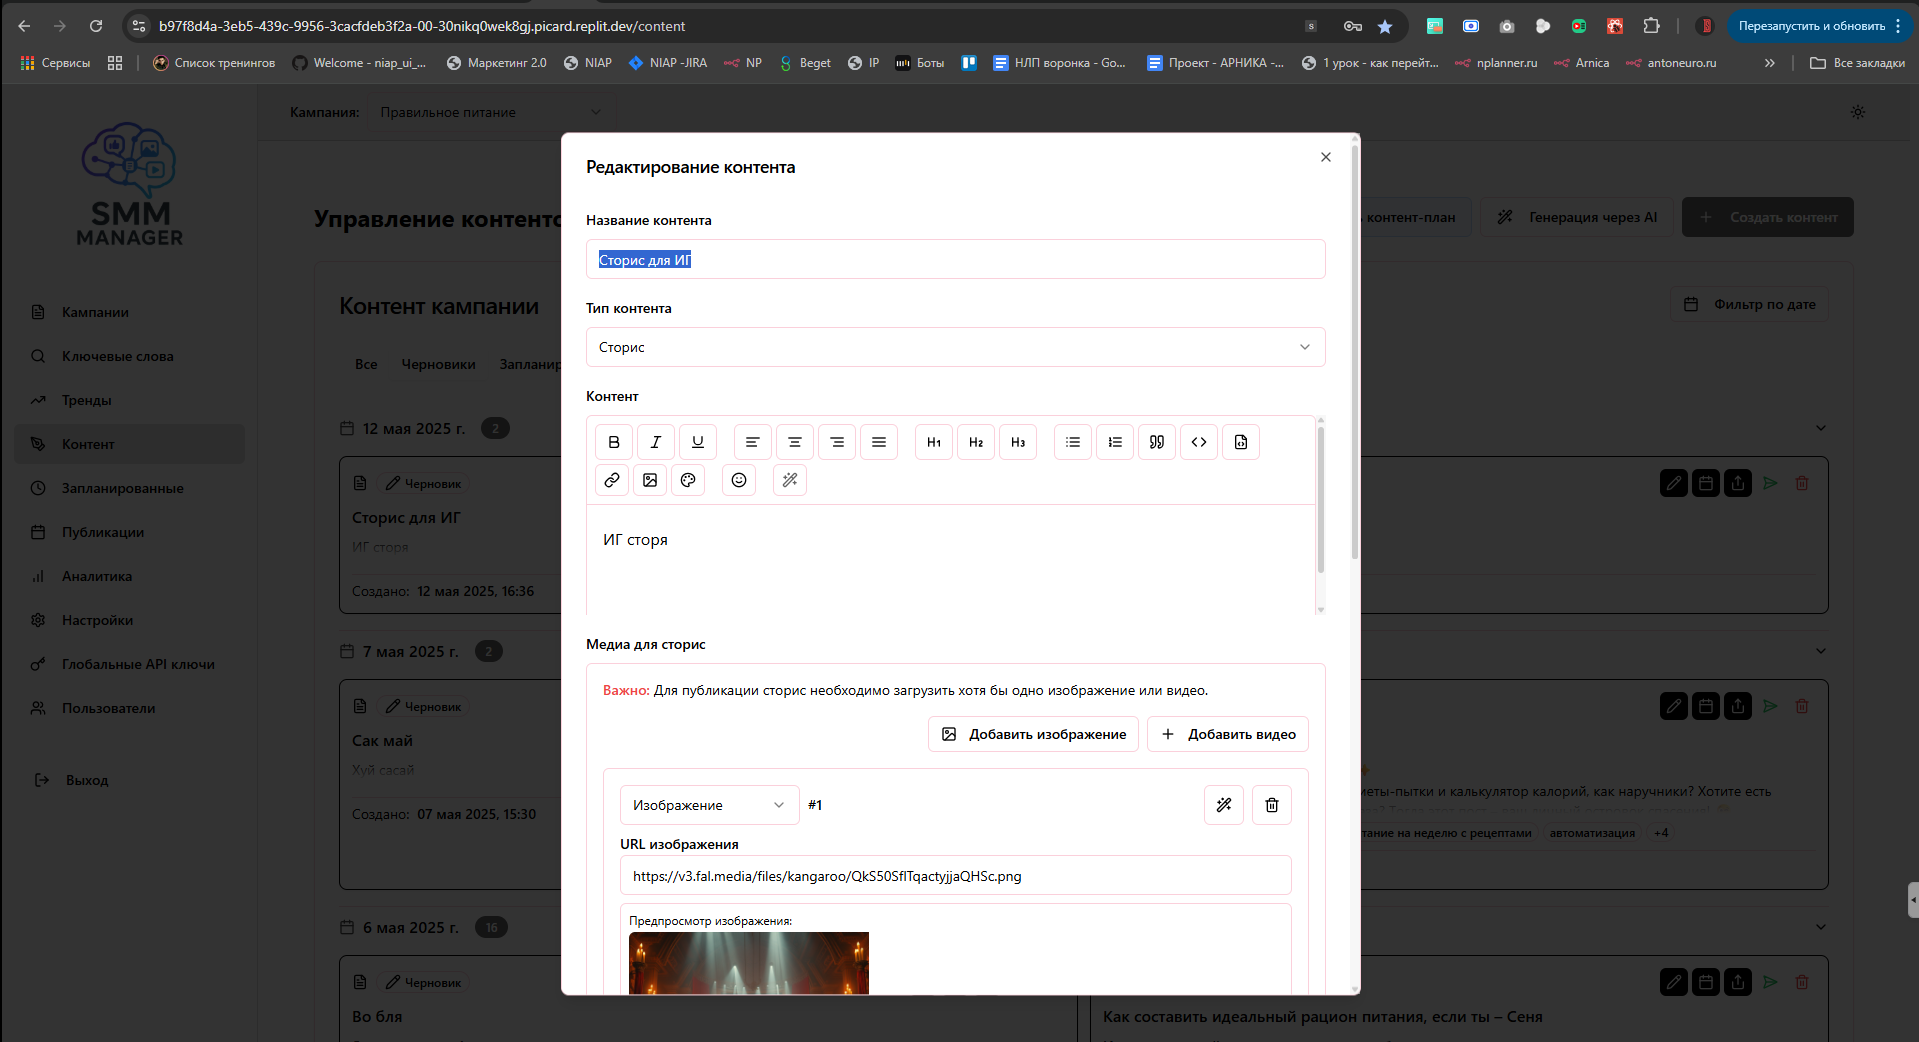 b97f8d4a-3eb5-439c-9956-3cacfdeb3f2a-00-30nikq0wek8gj.picard.replit.dev/content
Перезапустить и обновить
Сервисы
Список тренингов
Welcome - niap_ui_...
Маркетинг 2.0
NIAP
NIAP -JIRA
NP
Beget
IP
Боты
НЛП воронка - Go...
Проект - АРНИКА -...
1 урок - как перейт...
nplanner.ru
Arnica
antoneuro.ru
Все закладки
SMM
MANAGER
Кампании
Ключевые слова
Тренды
Контент
Запланированные
Публикации
Аналитика
Настройки
Глобальные API ключи
Пользователи
Выход
Кампания:
Правильное питание
Управление контенто
контент-план
Генерация через AI
Создать контент
Контент кампании
Фильтр по дате
Все
Черновики
Запланир
12 мая 2025 г.
2
Черновик
Сторис для ИГ
ИГ сторя
Создано: 12 мая 2025, 16:36
7 мая 2025 г.
2
Черновик
Сак май
Хуй сасай
Создано: 07 мая 2025, 15:30
меты-пытки и калькулятор калорий, как наручники? Хотите есть
тание на неделю с рецептами
автоматизация
+4
6 мая 2025 г.
16
Черновик
Во бля
Как составить идеальный рацион питания, если ты – Сеня
Редактирование контента
Название контента
Сторис для ИГ
Тип контента
Сторис
Контент
B
I
U
H1
H2
H3
ИГ сторя
Медиа для сторис
Важно: Для публикации сторис необходимо загрузить хотя бы одно изображение или видео.
Добавить изображение
Добавить видео
Изображение
#1
URL изображения
https://v3.fal.media/files/kangaroo/QkS50SflTqactyjjaQHSc.png
Предпросмотр изображения: